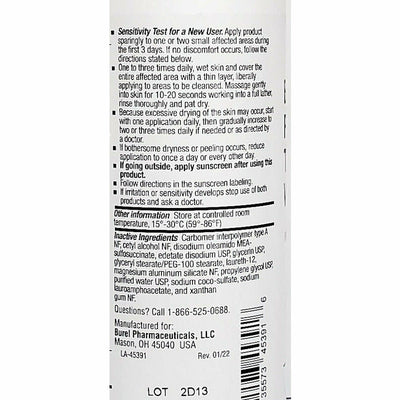 ▪ Sensitivity Test for a New User. Apply product
sparingly to one or two small affected areas during
the first 3 days. If no discomfort occurs, follow the
directions stated below.
▪ One to three times daily, wet skin and cover the
entire affected area with a thin layer, liberally
applying to areas to be cleansed. Massage gently
into skin for 10-20 seconds working into a full lather,
rinse thoroughly and pat dry.
▪ Because excessive drying of the skin may occur, start
with one application daily, then gradually increase to
two or three times daily if needed or as directed by
a doctor.
▪ If bothersome dryness or peeling occurs, reduce
application to once a day or every other day.
▪ If going outside, apply sunscreen after using this
product.
▪ Follow directions in the sunscreen labeling.
▪ If irritation or sensitivity develops stop use of both
products and ask a doctor.
Other information Store at controlled room
temperature, 15°-30°C (59°-86°F)
Inactive Ingredients Carbomer interpolymer type A
NF, cetyl alcohol NF, disodium oleamido MEA-
sulfosuccinate, edetate disodium USP, glycerin USP,
glyceryl stearate/PEG-100 stearate, laureth-12,
magnesium aluminum silicate NF, propylene glycol USP,
purified water USP, sodium coco-sulfate, sodium
lauroamphoacetate, and xanthan
gum NF.
Questions? Call 1-866-525-0688.
Manufactured for:
Burel Pharmaceuticals, LLC
Mason, OH 45040 USA
LA-45391 Rev. 01/22
35573 45391 6
LOT 2D13